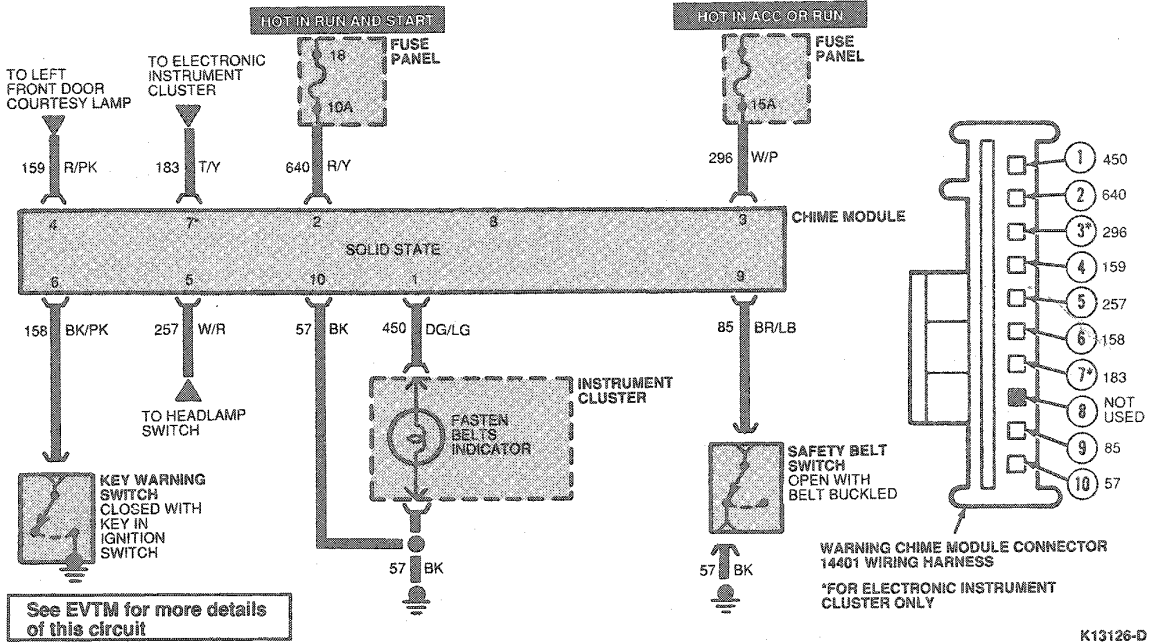 HOT IN RUN AND START
HOT IN ACC OR RUN
TO LEFT
FRONT DOOR
COURTESY LAMP
TO ELECTRONIC
INSTRUMENT
CLUSTER
18
10A
FUSE
PANEL
15A
FUSE
PANEL
159 R/PK
183 T/Y
640 R/Y
296 W/P
4
7*
2
8
3
CHIME MODULE
SOLID STATE
6
5
10
1
9
158 BK/PK
257 W/R
57 BK
450 DG/LG
85 BR/LB
TO HEADLAMP
SWITCH
INSTRUMENT
CLUSTER
FASTEN
BELTS
INDICATOR
KEY WARNING
SWITCH
CLOSED WITH
KEY IN
IGNITION
SWITCH
SAFETY BELT
SWITCH
OPEN WITH
BELT BUCKLED
57 BK
57 BK
1 450
2 640
3* 296
4 159
5 257
6 158
7* 183
8 NOT
USED
9 85
10 57
WARNING CHIME MODULE CONNECTOR
14401 WIRING HARNESS
*FOR ELECTRONIC INSTRUMENT
CLUSTER ONLY
See EVTM for more details
of this circuit
K13126-D